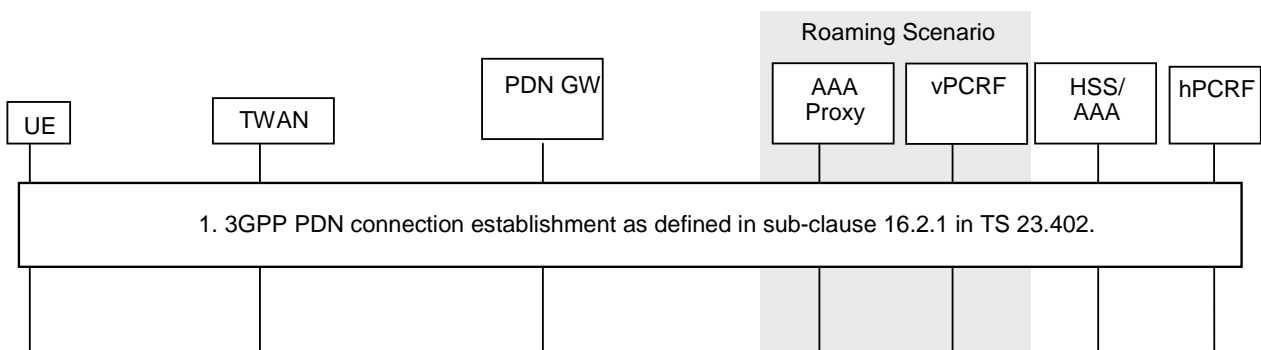 Roaming Scenario
UE
TWAN
PDN GW
AAA
Proxy
vPCRF
HSS/
AAA
hPCRF
1. 3GPP PDN connection establishment as defined in sub-clause 16.2.1 in TS 23.402.